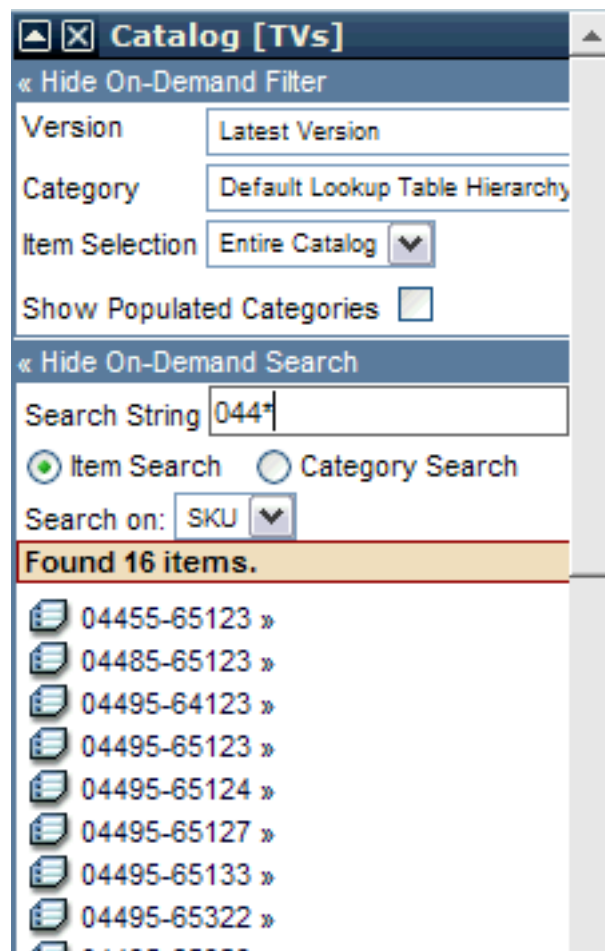 Catalog [TVs]
« Hide On-Demand Filter
Version Latest Version
Category Default Lookup Table Hierarchy
Item Selection Entire Catalog
Show Populated Categories
« Hide On-Demand Search
Search String 044*
Item Search Category Search
Search on: SKU
Found 16 items.
04455-65123 »
04485-65123 »
04495-64123 »
04495-65123 »
04495-65124 »
04495-65127 »
04495-65133 »
04495-65322 »